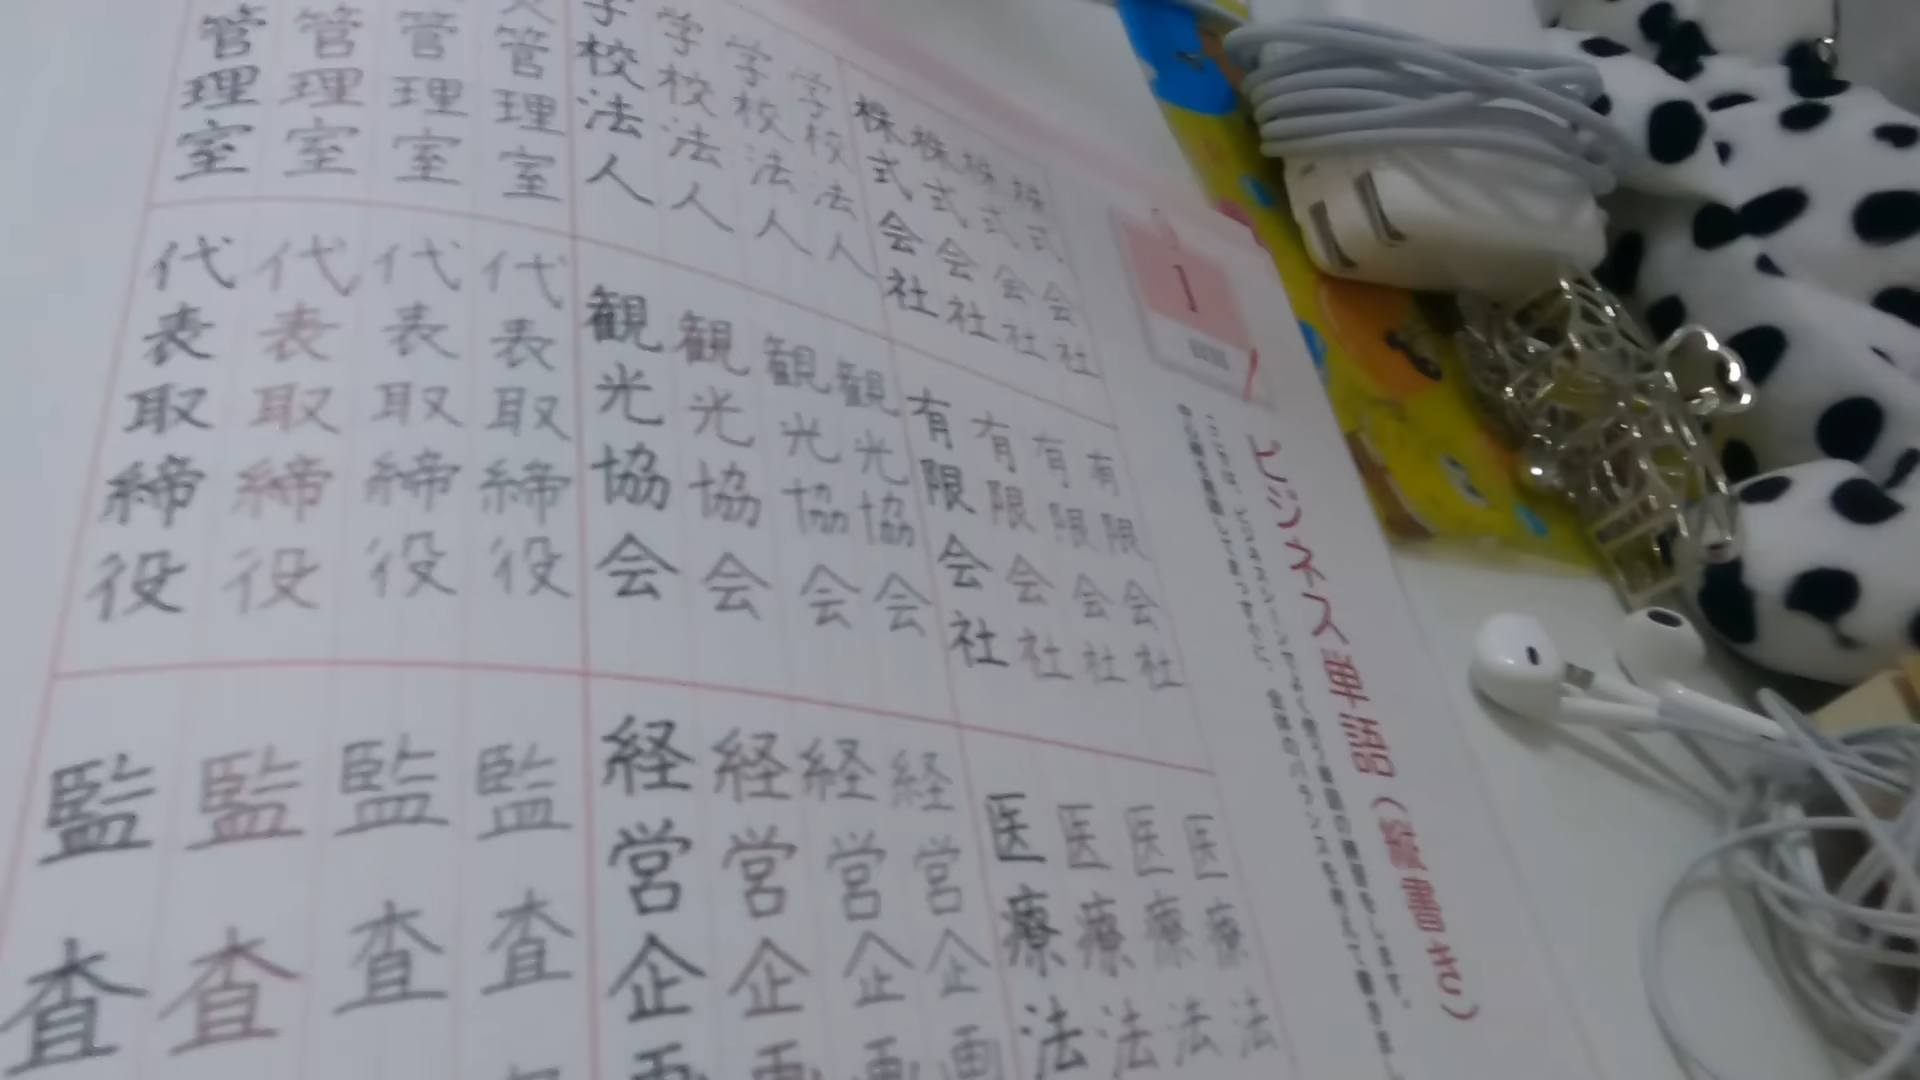 1
ビジネス単語(縦書き)
株式会社
株式会社
株式会社
株式会社
有限会社
有限会社
有限会社
有限会社
医療法
医療法
医療法
医療法
学校法人
学校法人
学校法人
学校法人
観光協会
観光協会
観光協会
観光協会
経営企画
経営企画
経営企画
経営企画
管理室
管理室
管理室
管理室
代表取締役
代表取締役
代表取締役
代表取締役
監査
監査
監査
監査